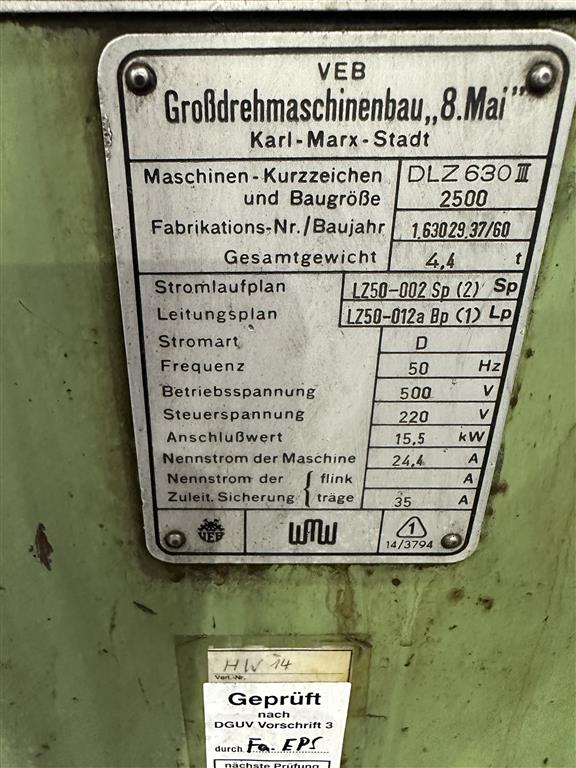 VEB
Großdrehmaschinenbau „8.Mai"
Karl-Marx-Stadt
Maschinen-Kurzzeichen DLZ 630 III
und Baugröße 2500
Fabrikations-Nr./Baujahr 1.63029.37/60
Gesamtgewicht 4,4 t
Stromlaufplan LZ50-002 Sp (2) Sp
Leitungsplan LZ50-012a Bp (1) Lp
Stromart D
Frequenz 50 Hz
Betriebsspannung 500 V
Steuerspannung 220 V
Anschlußwert 15,5 kW
Nennstrom der Maschine 24,4 A
Nennstrom der { flink A
Zuleit. Sicherung träge 35 A
VEB WMW 1
14/3794
HW 14
Geprüft
nach
DGUV Vorschrift 3
durch Fa. EPS
nächste Prüfung